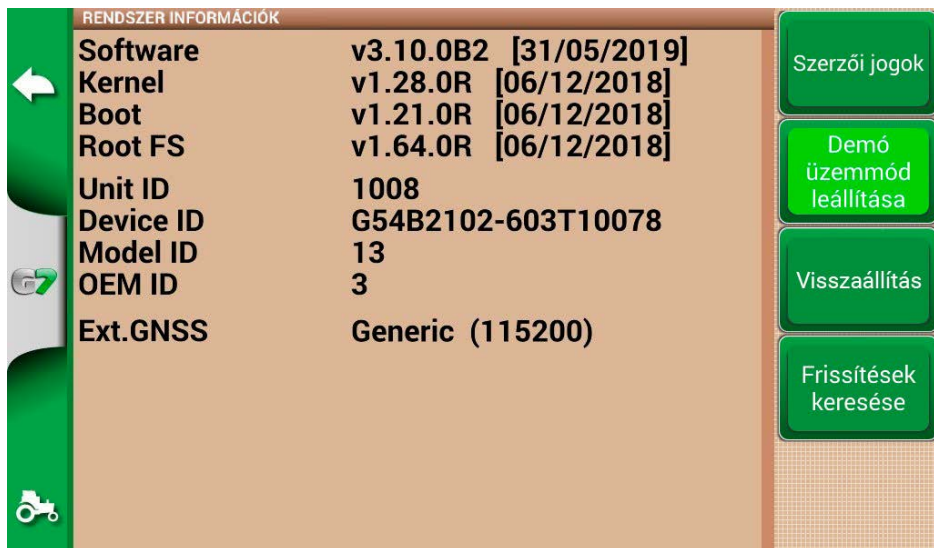 RENDSZER INFORMÁCIÓK
Software v3.10.0B2 [31/05/2019]
Kernel v1.28.0R [06/12/2018]
Boot v1.21.0R [06/12/2018]
Root FS v1.64.0R [06/12/2018]
Unit ID 1008
Device ID G54B2102-603T10078
Model ID 13
OEM ID 3
Ext.GNSS Generic (115200)
G7
Szerzői jogok
Demó
üzemmód
leállítása
Visszaállítás
Frissítések
keresése